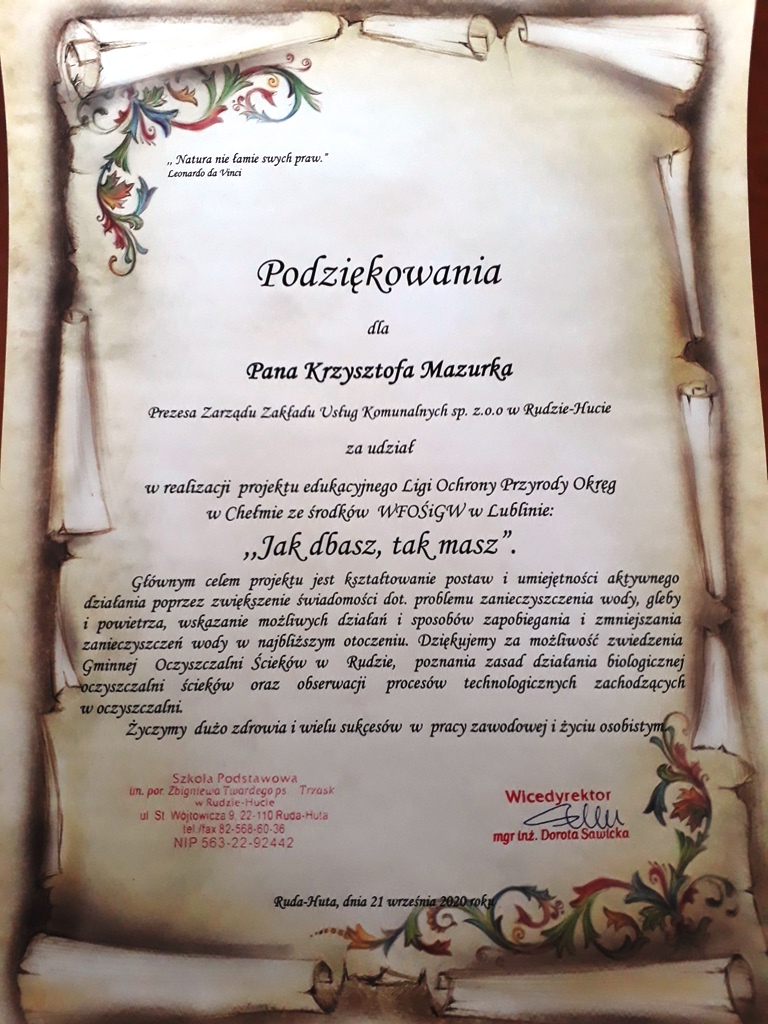 ,, Natura nie łamie swych praw."
Leonardo da Vinci
Podziękowania
dla
Pana Krzysztofa Mazurka
Prezesa Zarządu Zakładu Usług Komunalnych sp. z.o.o w Rudzie-Hucie
za udział
w realizacji projektu edukacyjnego Ligi Ochrony Przyrody Okręg
w Chełmie ze środków WFOŚiGW w Lublinie:
,,Jak dbasz, tak masz".
Głównym celem projektu jest kształtowanie postaw i umiejętności aktywnego
działania poprzez zwiększenie świadomości dot. problemu zanieczyszczenia wody, gleby
i powietrza, wskazanie możliwych działań i sposobów zapobiegania i zmniejszania
zanieczyszczeń wody w najbliższym otoczeniu. Dziękujemy za możliwość zwiedzenia
Gminnej Oczyszczalni Ścieków w Rudzie, poznania zasad działania biologicznej
oczyszczalni ścieków oraz obserwacji procesów technologicznych zachodzących
w oczyszczalni.
Życzymy dużo zdrowia i wielu sukcesów w pracy zawodowej i życiu osobistym.
Szkoła Podstawowa
im. por. Zbigniewa Twardego ps Trzask
w Rudzie-Hucie
ul St. Wójtowicza 9, 22-110 Ruda-Huta
tel./fax 82-568-60-36
NIP 563-22-92442
Wicedyrektor
mgr inż. Dorota Sawicka
Ruda-Huta, dnia 21 września 2020 roku